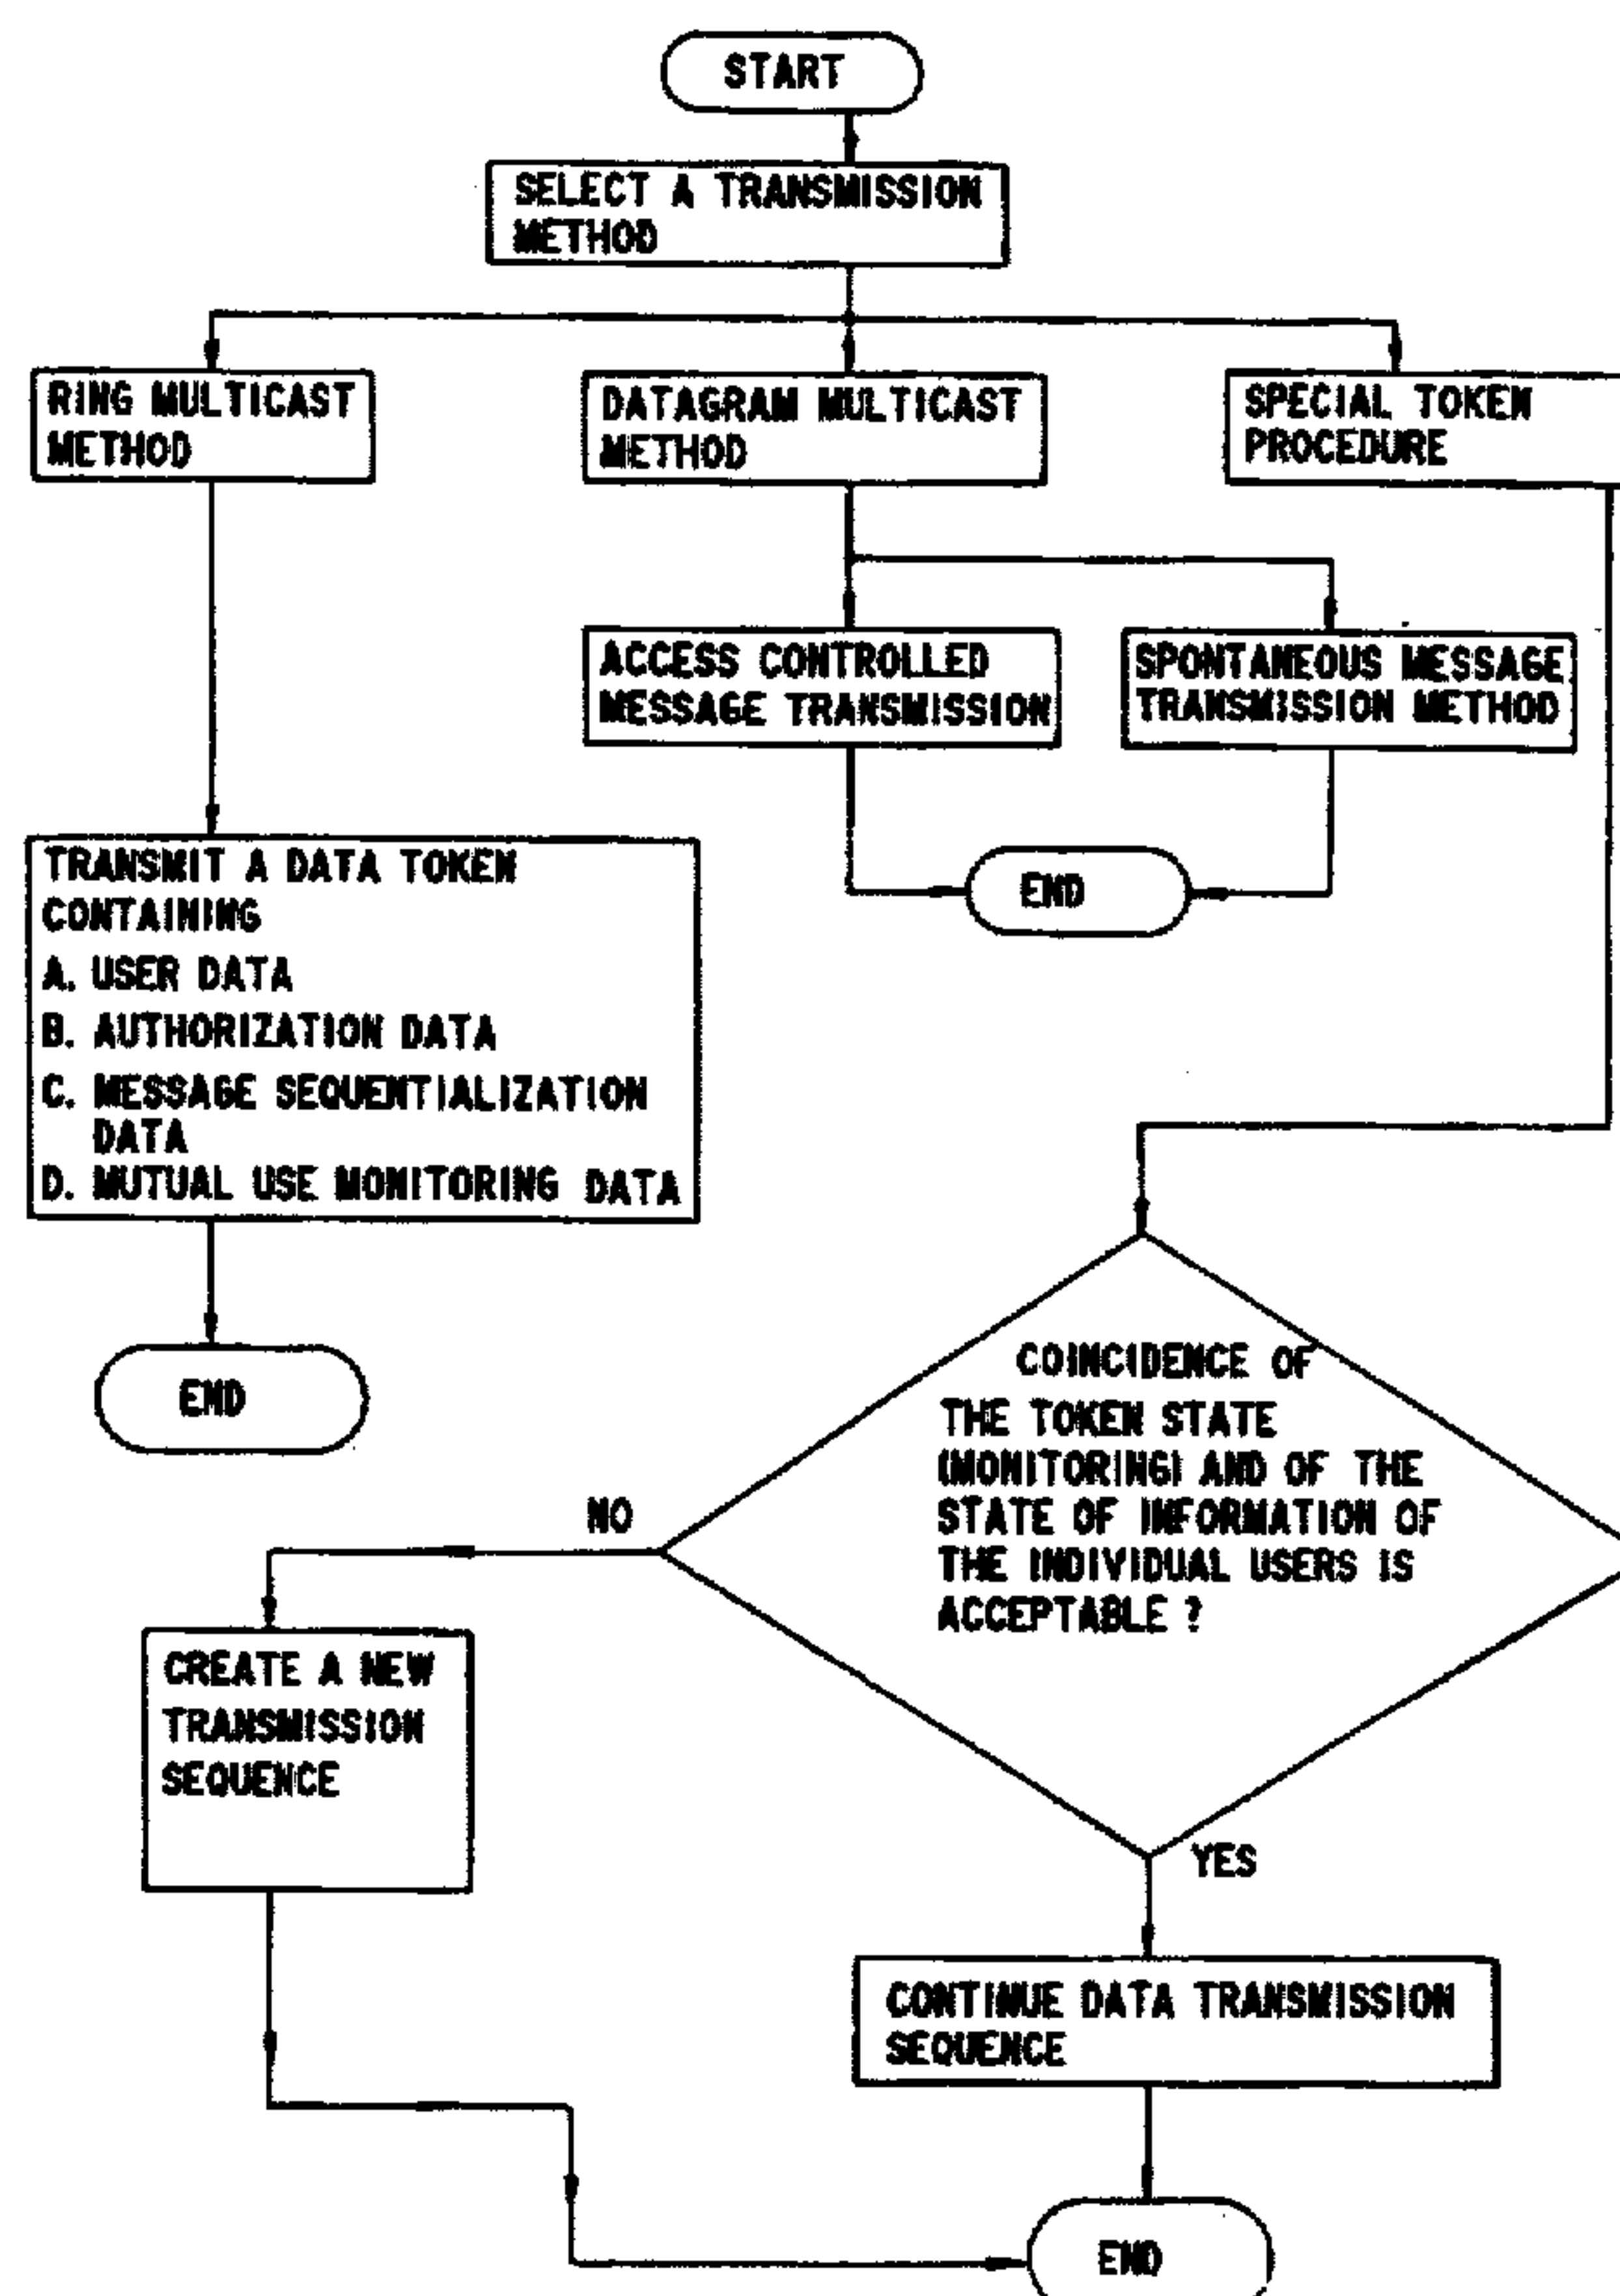 START
SELECT A TRANSMISSION
METHOD
RING MULTICAST
METHOD
DATAGRAM MULTICAST
METHOD
SPECIAL TOKEN
PROCEDURE
ACCESS CONTROLLED
MESSAGE TRANSMISSION
SPONTANEOUS MESSAGE
TRANSMISSION METHOD
END
TRANSMIT A DATA TOKEN
CONTAINING
A. USER DATA
B. AUTHORIZATION DATA
C. MESSAGE SEQUENTIALIZATION
DATA
D. MUTUAL USE MONITORING DATA
END
COINCIDENCE OF
THE TOKEN STATE
(MONITORING) AND OF THE
STATE OF INFORMATION OF
THE INDIVIDUAL USERS IS
ACCEPTABLE ?
NO
CREATE A NEW
TRANSMISSION
SEQUENCE
YES
CONTINUE DATA TRANSMISSION
SEQUENCE
END